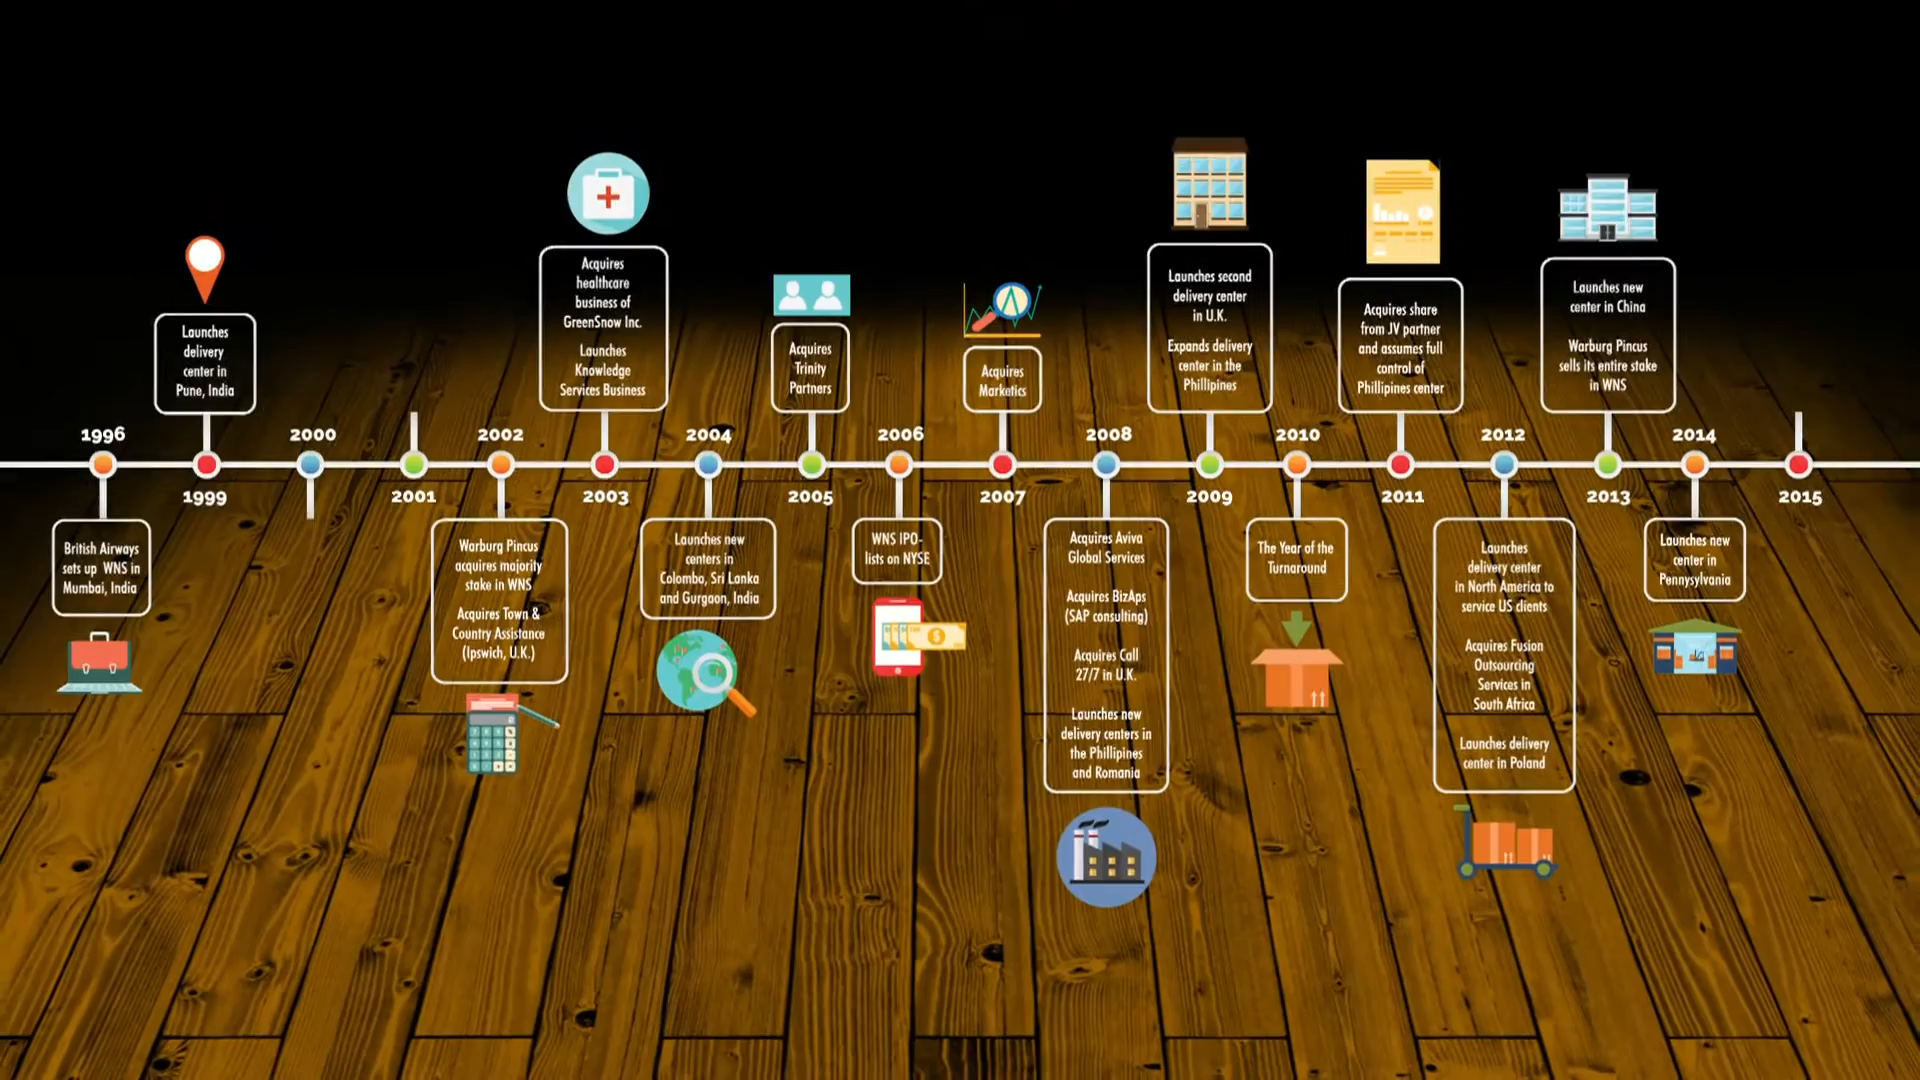 1996
British Airways
sets up WNS in
Mumbai, India
Launches
delivery
center in
Pune, India
1999
2000
2001
2002
Warburg Pincus
acquires majority
stake in WNS
Acquires Town &
Country Assistance
(Ipswich, U.K.)
Acquires
healthcare
business of
GreenSnow Inc.
Launches
Knowledge
Services Business
2003
2004
Launches new
centers in
Colombo, Sri Lanka
and Gurgaon, India
Acquires
Trinity
Partners
2005
2006
WNS IPO-
lists on NYSE
Acquires
Marketics
2007
2008
Acquires Aviva
Global Services
Acquires BizAps
(SAP consulting)
Acquires Call
27/7 in U.K.
Launches new
delivery centers in
the Phillipines
and Romania
Launches second
delivery center
in U.K.
Expands delivery
center in the
Phillipines
2009
2010
The Year of the
Turnaround
Acquires share
from JV partner
and assumes full
control of
Phillipines center
2011
2012
Launches
delivery center
in North America to
service US clients
Acquires Fusion
Outsourcing
Services in
South Africa
Launches delivery
center in Poland
Launches new
center in China
Warburg Pincus
sells its entire stake
in WNS
2013
2014
Launches new
center in
Pennysylvania
2015